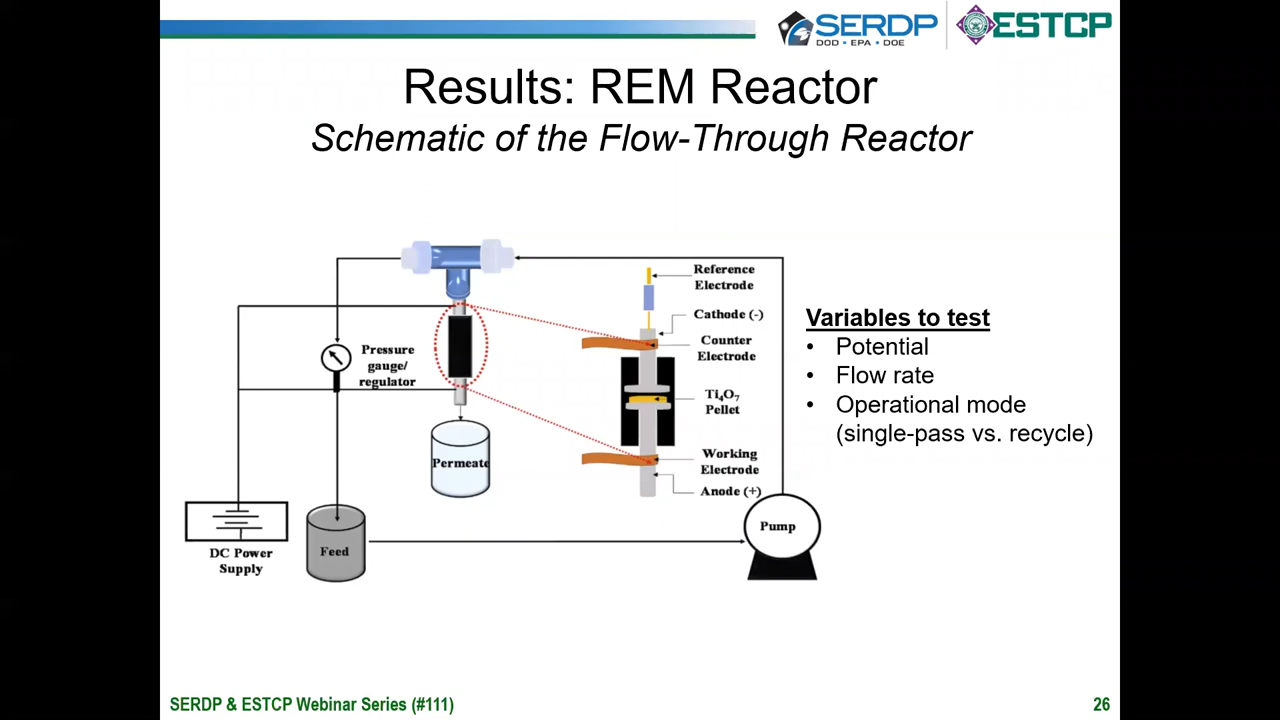 SERDP
DOD • EPA • DOE
ESTCP
Results: REM Reactor
Schematic of the Flow-Through Reactor
Reference
Electrode
Cathode (-)
Counter
Electrode
Ti4O7
Pellet
Working
Electrode
Anode (+)
Pressure
gauge/
regulator
Permeate
DC Power
Supply
Feed
Pump
Variables to test
• Potential
• Flow rate
• Operational mode
(single-pass vs. recycle)
SERDP & ESTCP Webinar Series (#111)
26